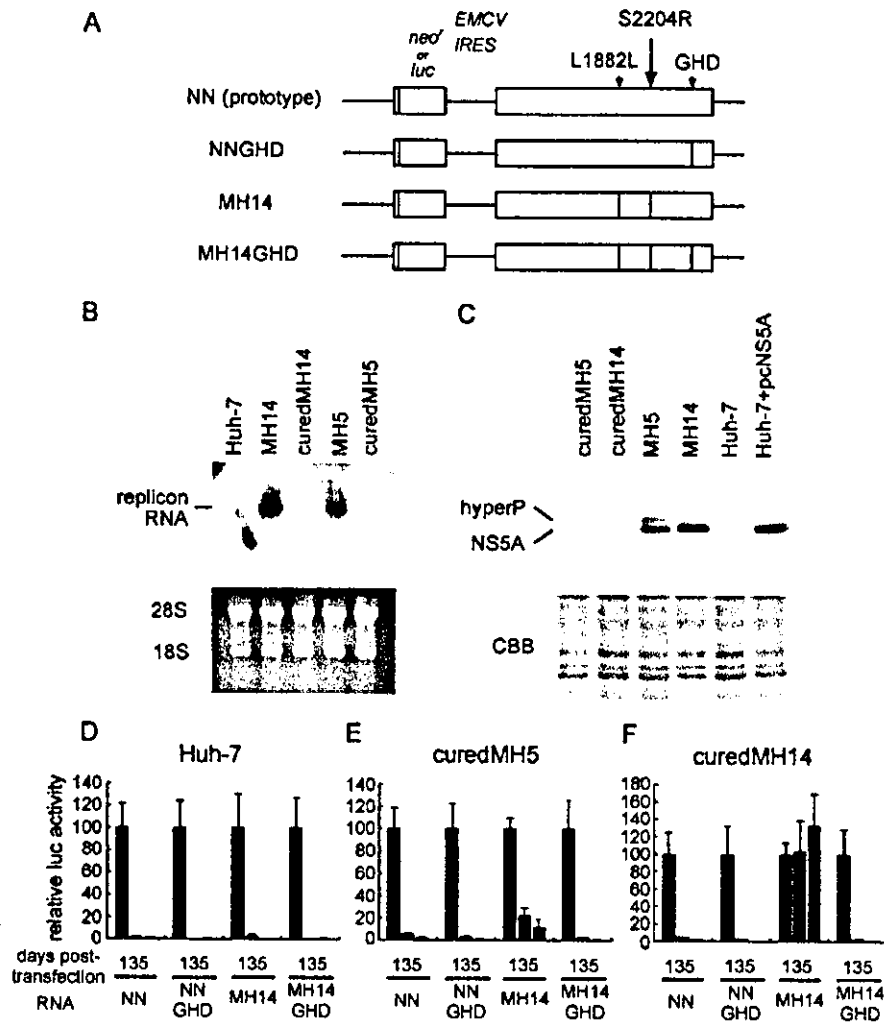 A
neoʳ
or
luc
EMCV
IRES
S2204R
L1882L
GHD
NN (prototype)
NNGHD
MH14
MH14GHD
B
Huh-7
MH14
curedMH14
MH5
curedMH5
replicon
RNA
28S
18S
C
curedMH5
curedMH14
MH5
MH14
Huh-7
Huh-7+pcNS5A
hyperP
NS5A
CBB
D
Huh-7
relative luc activity
140
120
100
80
60
40
20
0
days post-
transfection
135 135 135 135
RNA
NN
NN
GHD
MH14
MH14
GHD
E
curedMH5
140
120
100
80
60
40
20
0
135 135 135 135
NN
NN
GHD
MH14
MH14
GHD
F
curedMH14
180
160
140
120
100
80
60
40
20
0
135 135 135 135
NN
NN
GHD
MH14
MH14
GHD